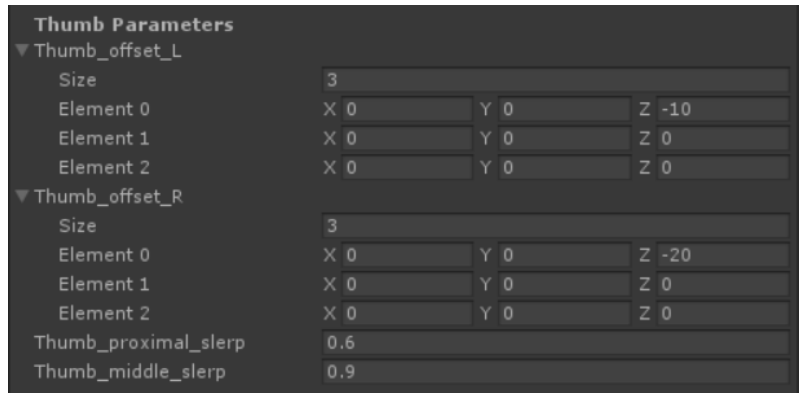 Thumb Parameters
Thumb_offset_L
Size 3
Element 0 X 0 Y 0 Z -10
Element 1 X 0 Y 0 Z 0
Element 2 X 0 Y 0 Z 0
Thumb_offset_R
Size 3
Element 0 X 0 Y 0 Z -20
Element 1 X 0 Y 0 Z 0
Element 2 X 0 Y 0 Z 0
Thumb_proximal_slerp 0.6
Thumb_middle_slerp 0.9